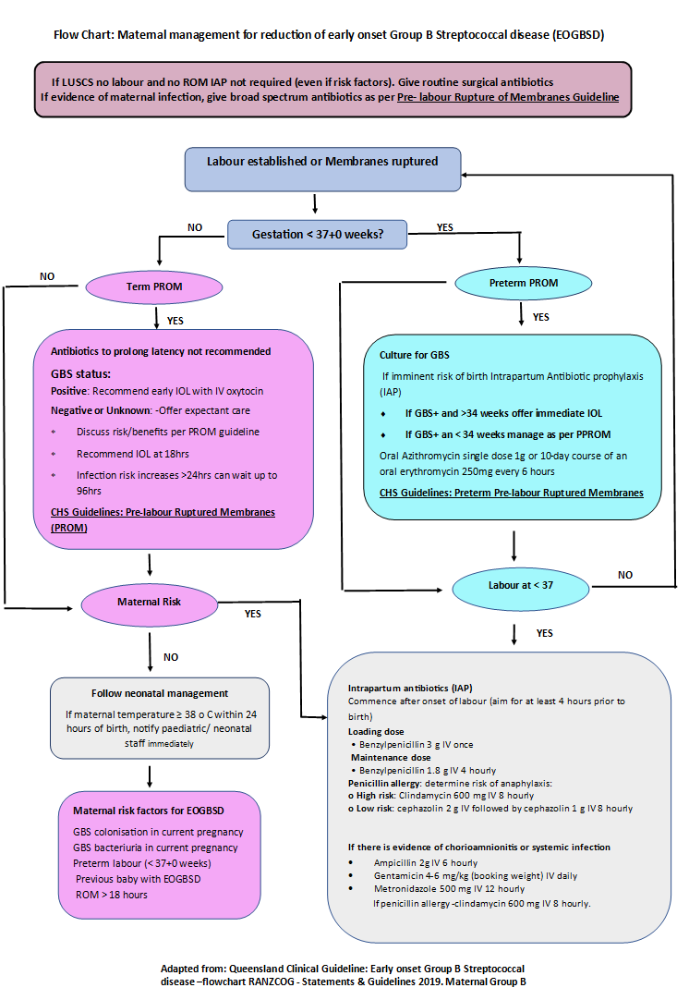 Flow Chart: Maternal management for reduction of early onset Group B Streptococcal disease (EOGBSD)
If LUSCS no labour and no ROM IAP not required (even if risk factors). Give routine surgical antibiotics
If evidence of maternal infection, give broad spectrum antibiotics as per Pre- labour Rupture of Membranes Guideline
Labour established or Membranes ruptured
Gestation < 37+0 weeks?
NO
YES
NO
Term PROM
YES
Antibiotics to prolong latency not recommended
GBS status:
Positive: Recommend early IOL with IV oxytocin
Negative or Unknown: -Offer expectant care
• Discuss risk/benefits per PROM guideline
• Recommend IOL at 18hrs
• Infection risk increases >24hrs can wait up to
96hrs
CHS Guidelines: Pre-labour Ruptured Membranes
(PROM)
Preterm PROM
YES
Culture for GBS
If imminent risk of birth Intrapartum Antibiotic prophylaxis
(IAP)
♦ If GBS+ and >34 weeks offer immediate IOL
♦ If GBS+ an < 34 weeks manage as per PPROM
Oral Azithromycin single dose 1g or 10-day course of an
oral erythromycin 250mg every 6 hours
CHS Guidelines: Preterm Pre-labour Ruptured Membranes
Maternal Risk
YES
NO
Labour at < 37
NO
YES
Follow neonatal management
If maternal temperature ≥ 38 o C within 24
hours of birth, notify paediatric/ neonatal
staff immediately
Maternal risk factors for EOGBSD
GBS colonisation in current pregnancy
GBS bacteriuria in current pregnancy
Preterm labour (< 37+0 weeks)
Previous baby with EOGBSD
ROM > 18 hours
Intrapartum antibiotics (IAP)
Commence after onset of labour (aim for at least 4 hours prior to
birth)
Loading dose
• Benzylpenicillin 3 g IV once
Maintenance dose
• Benzylpenicillin 1.8 g IV 4 hourly
Penicillin allergy: determine risk of anaphylaxis:
o High risk: Clindamycin 600 mg IV 8 hourly
o Low risk: cephazolin 2 g IV followed by cephazolin 1 g IV 8 hourly
If there is evidence of chorioamnionitis or systemic infection
• Ampicillin 2g IV 6 hourly
• Gentamicin 4-6 mg/kg (booking weight) IV daily
• Metronidazole 500 mg IV 12 hourly
If penicillin allergy -clindamycin 600 mg IV 8 hourly.
Adapted from: Queensland Clinical Guideline: Early onset Group B Streptococcal
disease –flowchart RANZCOG - Statements & Guidelines 2019. Maternal Group B